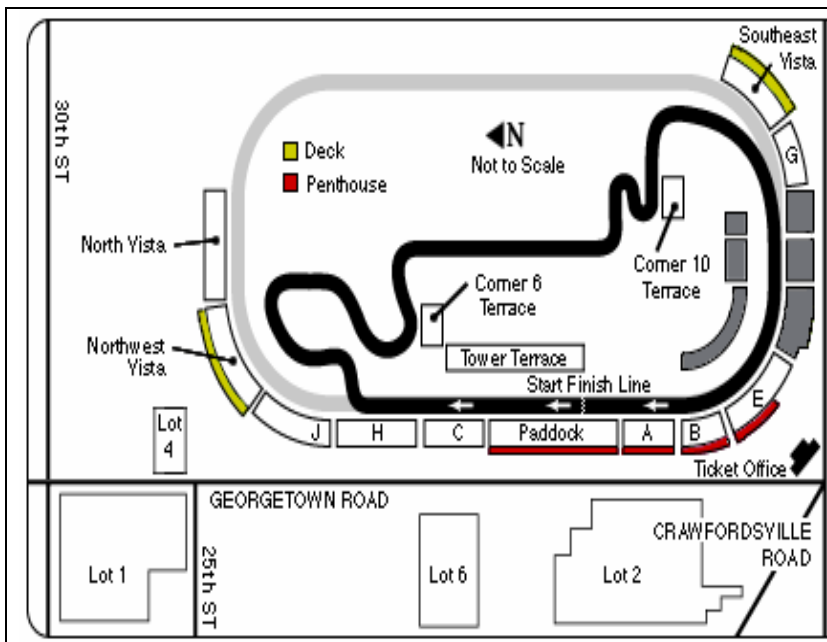 Southeast
Vista
30th ST
Deck
Penthouse
N
Not to Scale
G
North Vista
Corner 10
Terrace
Corner 6
Terrace
Northwest
Vista
Tower Terrace
Start Finish Line
E
Lot
4
J
H
C
Paddock
A
B
Ticket Office
GEORGETOWN ROAD
CRAWFORDSVILLE
ROAD
25th ST
Lot 1
Lot 6
Lot 2